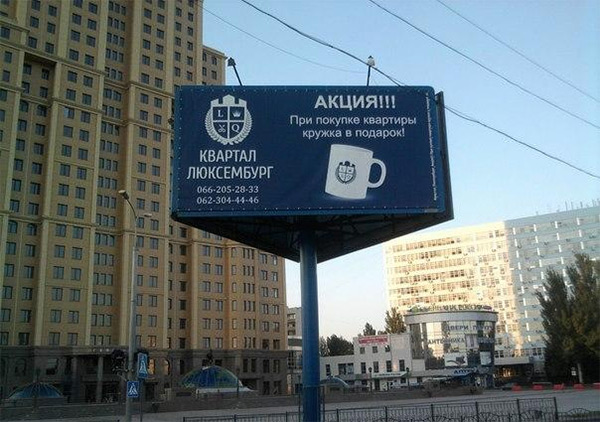 АКЦИЯ!!!
При покупке квартиры
кружка в подарок!
L Q
КВАРТАЛ
ЛЮКСЕМБУРГ
066-205-28-33
062-304-44-46